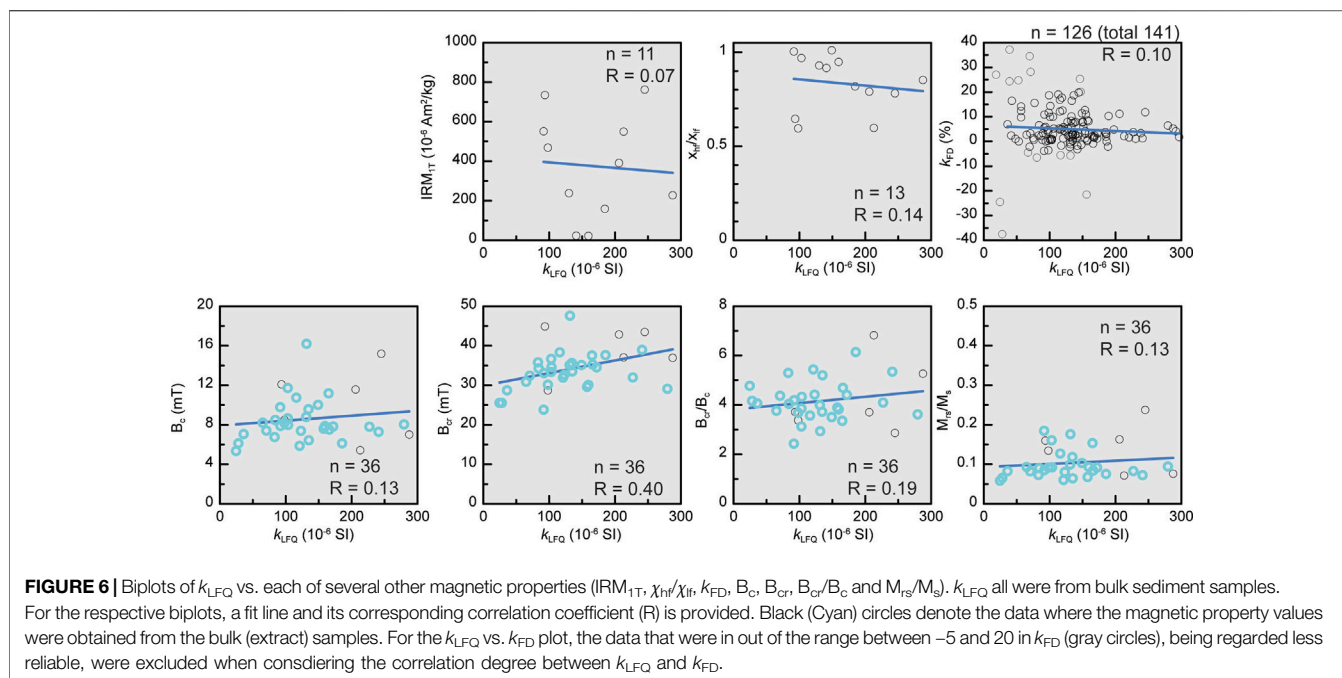 n = 126 (total 141)
R = 0.10
n = 11
R = 0.07
1000
800
600
400
200
0
IRM1T (10-6 Am2/kg)
0 100 200 300
kLFQ (10-6 SI)
1
0.5
0
xhf/xlf
n = 13
R = 0.14
0 100 200 300
kLFQ (10-6 SI)
40
30
20
10
0
-10
-20
-30
-40
kFD (%)
0 100 200 300
kLFQ (10-6 SI)
20
16
12
8
4
0
Bc (mT)
n = 36
R = 0.13
0 100 200 300
kLFQ (10-6 SI)
50
40
30
20
10
0
Bcr (mT)
n = 36
R = 0.40
0 100 200 300
kLFQ (10-6 SI)
8
6
4
2
0
Bcr/Bc
n = 36
R = 0.19
0 100 200 300
kLFQ (10-6 SI)
0.5
0.4
0.3
0.2
0.1
0
Mrs/Ms
n = 36
R = 0.13
0 100 200 300
kLFQ (10-6 SI)
FIGURE 6 | Biplots of kLFQ vs. each of several other magnetic properties (IRM1T, χhf/χlf, kFD, Bc, Bcr, Bcr/Bc and Mrs/Ms). kLFQ all were from bulk sediment samples.
For the respective biplots, a fit line and its corresponding correlation coefficient (R) is provided. Black (Cyan) circles denote the data where the magnetic property values
were obtained from the bulk (extract) samples. For the kLFQ vs. kFD plot, the data that were in out of the range between −5 and 20 in kFD (gray circles), being regarded less
reliable, were excluded when consdiering the correlation degree between kLFQ and kFD.